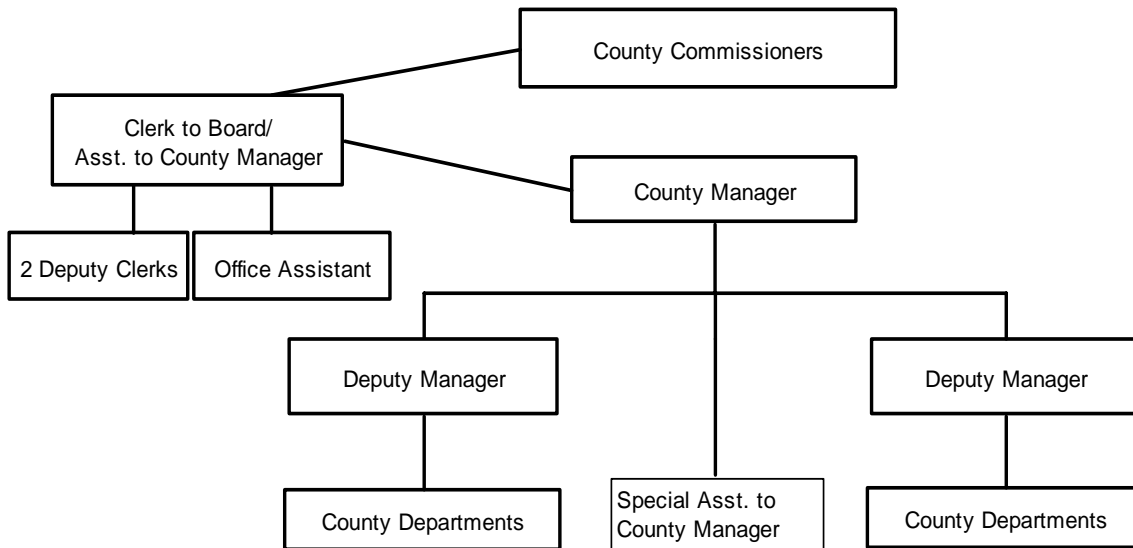 County Commissioners
Clerk to Board/
Asst. to County Manager
County Manager
2 Deputy Clerks
Office Assistant
Deputy Manager
Deputy Manager
County Departments
Special Asst. to
County Manager
County Departments